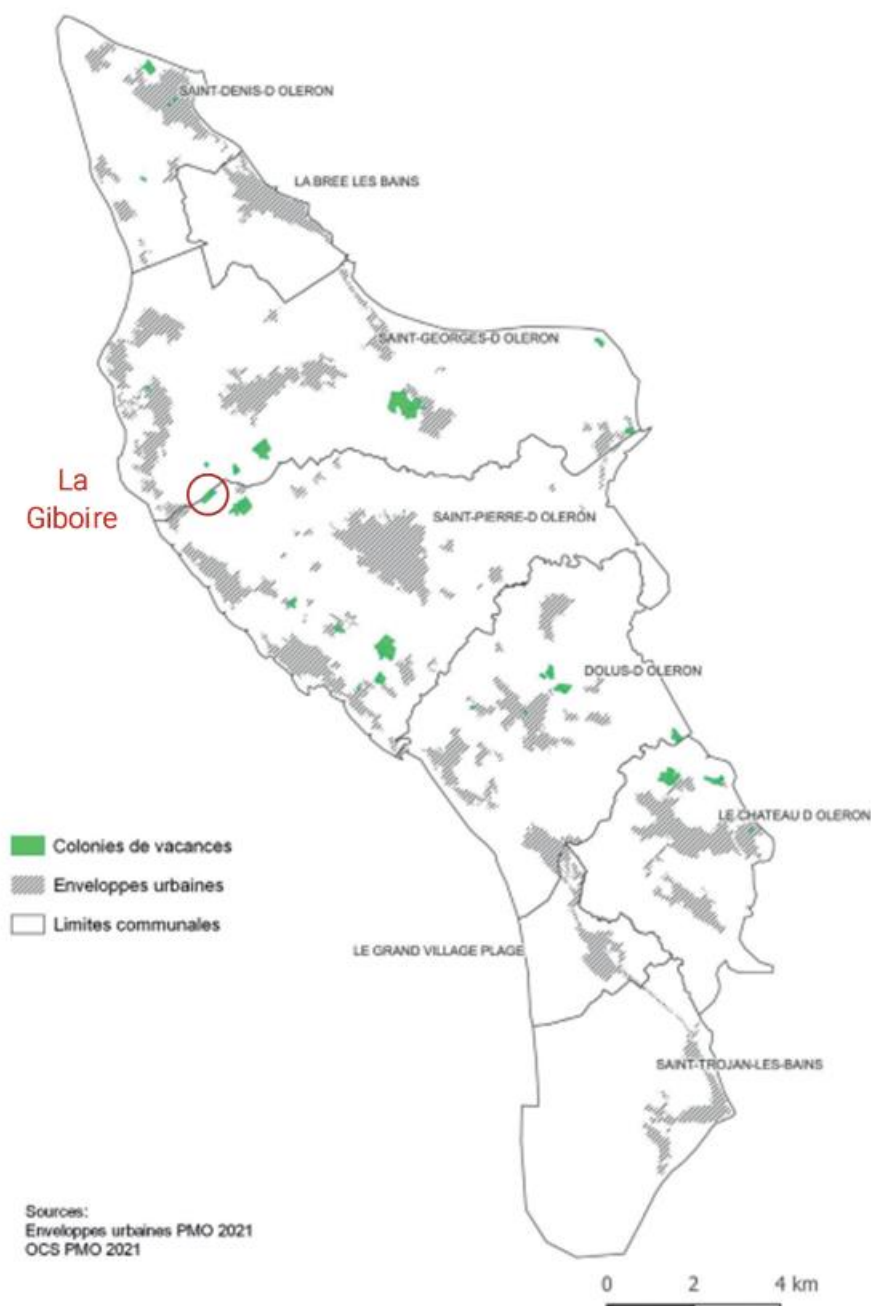 SAINT-DENIS-D OLERON
LA BREE LES BAINS
SAINT-GEORGES-D OLERON
La
Giboire
SAINT-PIERRE-D OLERON
DOLUS-D OLERON
LE CHATEAU D OLERON
Colonies de vacances
Enveloppes urbaines
Limites communales
LE GRAND VILLAGE PLAGE
SAINT-TROJAN-LES-BAINS
Sources:
Enveloppes urbaines PMO 2021
OCS PMO 2021
0 2 4 km